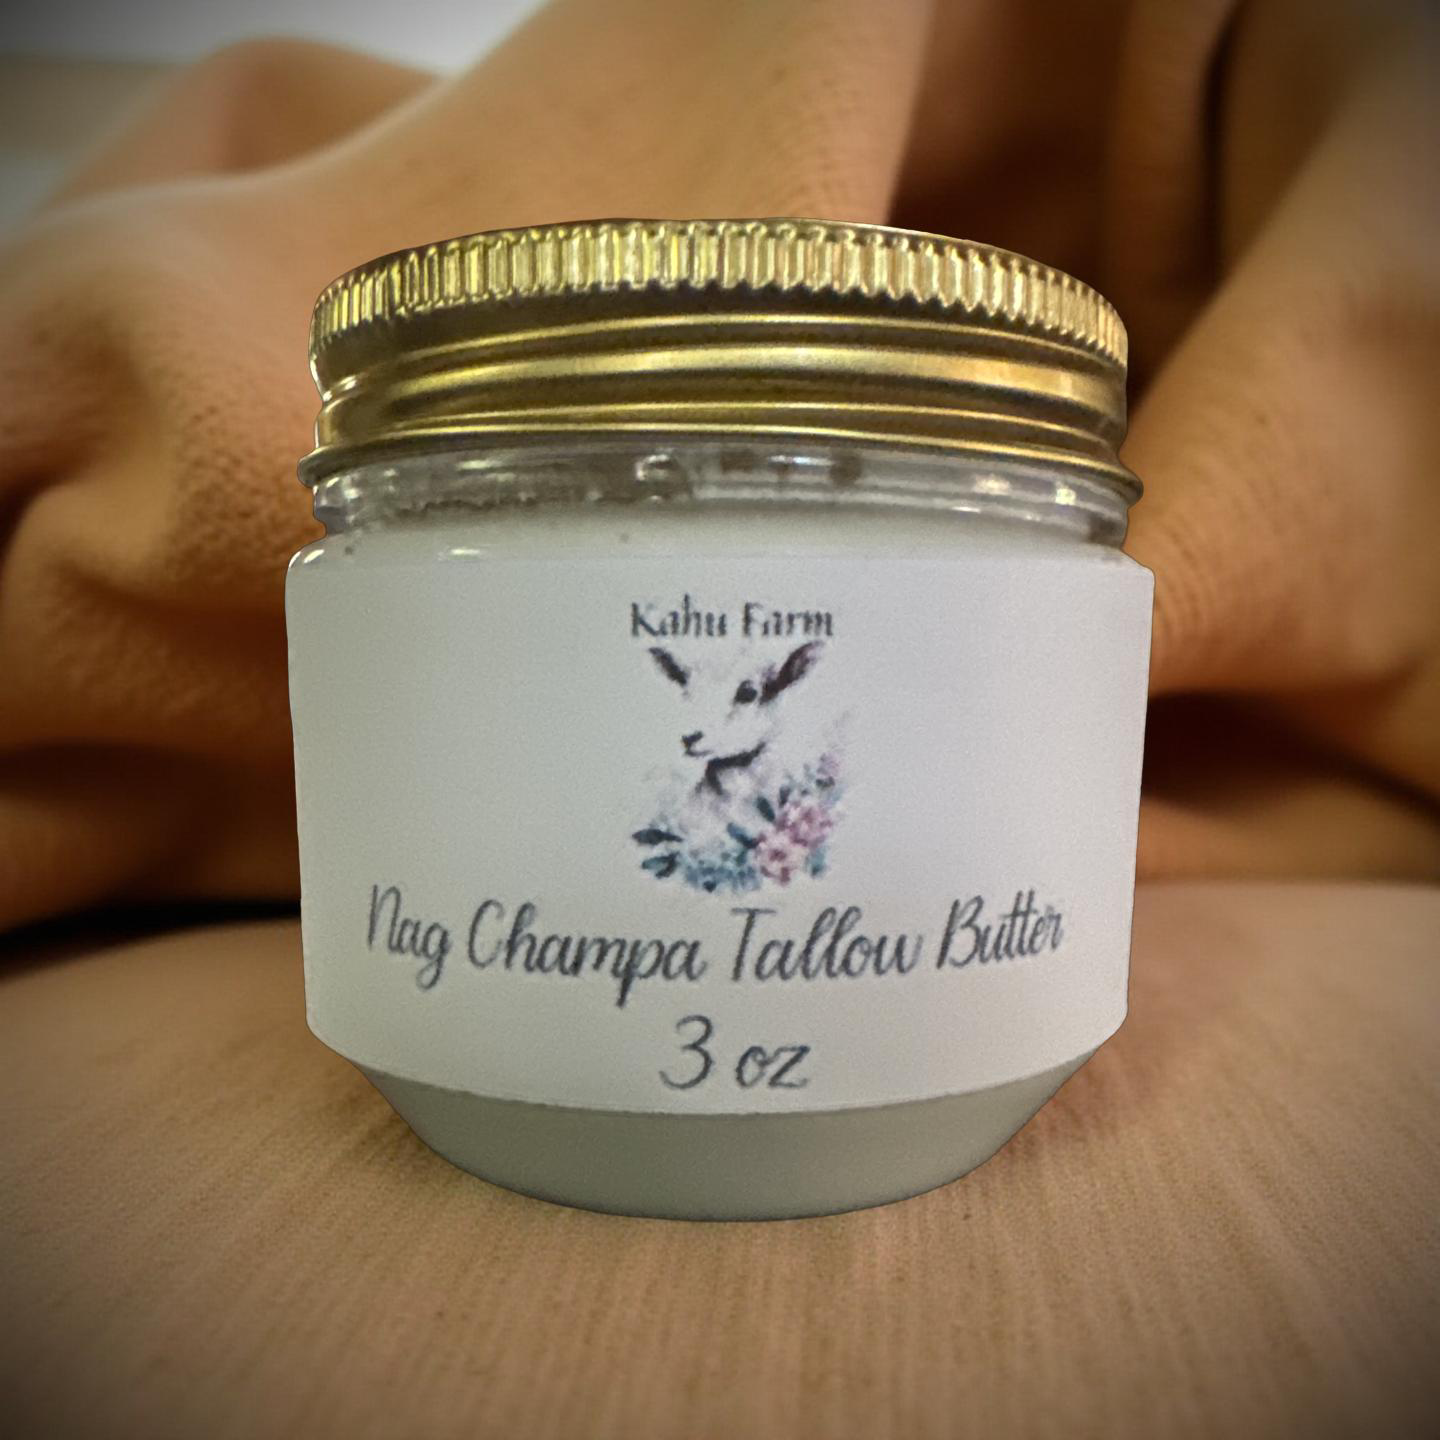 Kahu Farm
Nag Champa Tallow Butter
3 oz